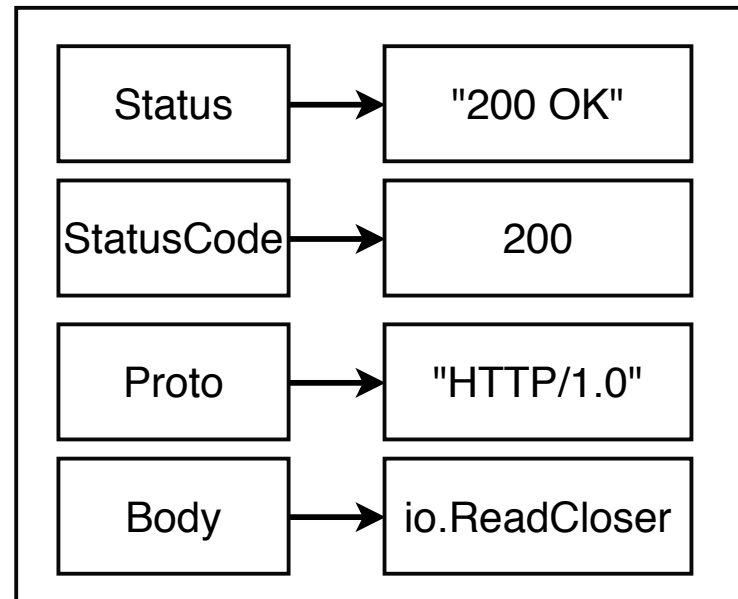 Status
"200 OK"
StatusCode
200
Proto
"HTTP/1.0"
Body
io.ReadCloser